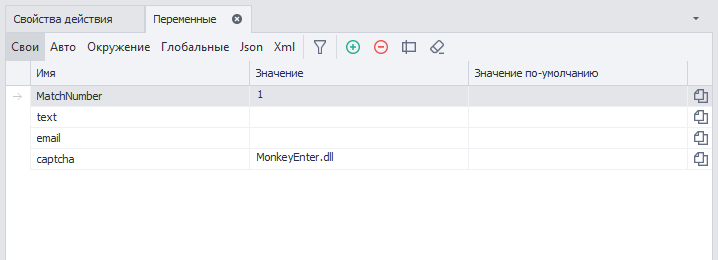 Свойства действия Переменные
Свои Авто Окружение Глобальные Json Xml
Имя Значение Значение по-умолчанию
MatchNumber 1
text
email
captcha MonkeyEnter.dll